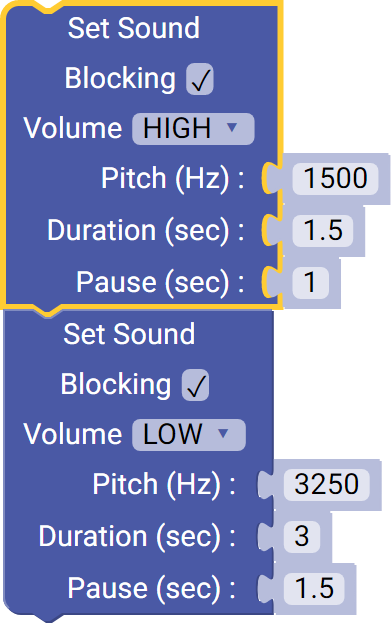 Set Sound
Blocking ✓
Volume HIGH ▼
Pitch (Hz) : 1500
Duration (sec) : 1.5
Pause (sec) : 1
Set Sound
Blocking ✓
Volume LOW ▼
Pitch (Hz) : 3250
Duration (sec) : 3
Pause (sec) : 1.5